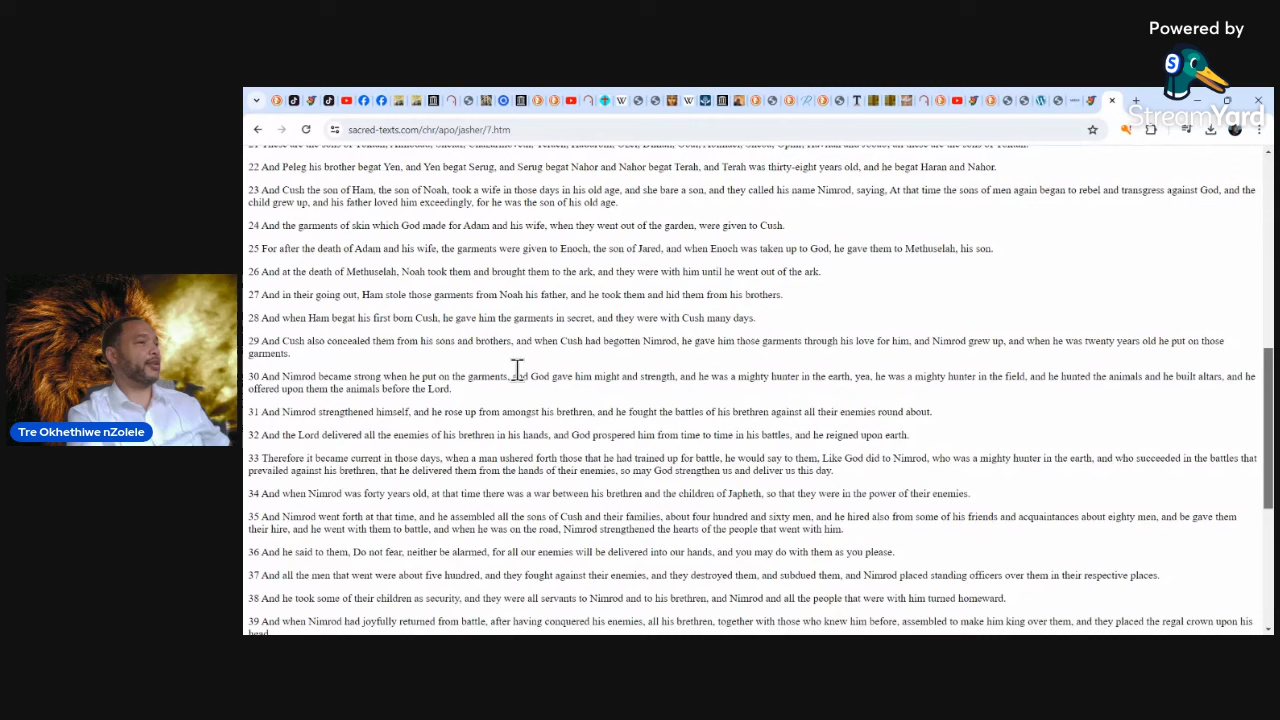 Powered by
StreamYard
sacred-texts.com/chr/apo/jasher/7.htm
22 And Peleg his brother begat Yen, and Yen begat Serug, and Serug begat Nahor and Nahor begat Terah, and Terah was thirty-eight years old, and he begat Haran and Nahor.
23 And Cush the son of Ham, the son of Noah, took a wife in those days in his old age, and she bare a son, and they called his name Nimrod, saying, At that time the sons of men again began to rebel and transgress against God, and the
child grew up, and his father loved him exceedingly, for he was the son of his old age.
24 And the garments of skin which God made for Adam and his wife, when they went out of the garden, were given to Cush.
25 For after the death of Adam and his wife, the garments were given to Enoch, the son of Jared, and when Enoch was taken up to God, he gave them to Methuselah, his son.
26 And at the death of Methuselah, Noah took them and brought them to the ark, and they were with him until he went out of the ark.
27 And in their going out, Ham stole those garments from Noah his father, and he took them and hid them from his brothers.
28 And when Ham begat his first born Cush, he gave him the garments in secret, and they were with Cush many days.
29 And Cush also concealed them from his sons and brothers, and when Cush had begotten Nimrod, he gave him those garments through his love for him, and Nimrod grew up, and when he was twenty years old he put on those
garments.
30 And Nimrod became strong when he put on the garments, and God gave him might and strength, and he was a mighty hunter in the earth, yea, he was a mighty hunter in the field, and he hunted the animals and he built altars, and he
offered upon them the animals before the Lord.
31 And Nimrod strengthened himself, and he rose up from amongst his brethren, and he fought the battles of his brethren against all their enemies round about.
32 And the Lord delivered all the enemies of his brethren in his hands, and God prospered him from time to time in his battles, and he reigned upon earth.
33 Therefore it became current in those days, when a man ushered forth those that he had trained up for battle, he would say to them, Like God did to Nimrod, who was a mighty hunter in the earth, and who succeeded in the battles that
prevailed against his brethren, that he delivered them from the hands of their enemies, so may God strengthen us and deliver us this day.
34 And when Nimrod was forty years old, at that time there was a war between his brethren and the children of Japheth, so that they were in the power of their enemies.
35 And Nimrod went forth at that time, and he assembled all the sons of Cush and their families, about four hundred and sixty men, and he hired also from some of his friends and acquaintances about eighty men, and be gave them
their hire, and he went with them to battle, and when he was on the road, Nimrod strengthened the hearts of the people that went with him.
36 And he said to them, Do not fear, neither be alarmed, for all our enemies will be delivered into our hands, and you may do with them as you please.
37 And all the men that went were about five hundred, and they fought against their enemies, and they destroyed them, and subdued them, and Nimrod placed standing officers over them in their respective places.
38 And he took some of their children as security, and they were all servants to Nimrod and to his brethren, and Nimrod and all the people that were with him turned homeward.
39 And when Nimrod had joyfully returned from battle, after having conquered his enemies, all his brethren, together with those who knew him before, assembled to make him king over them, and they placed the regal crown upon his
head.
Tre Okhethiwe nZolele